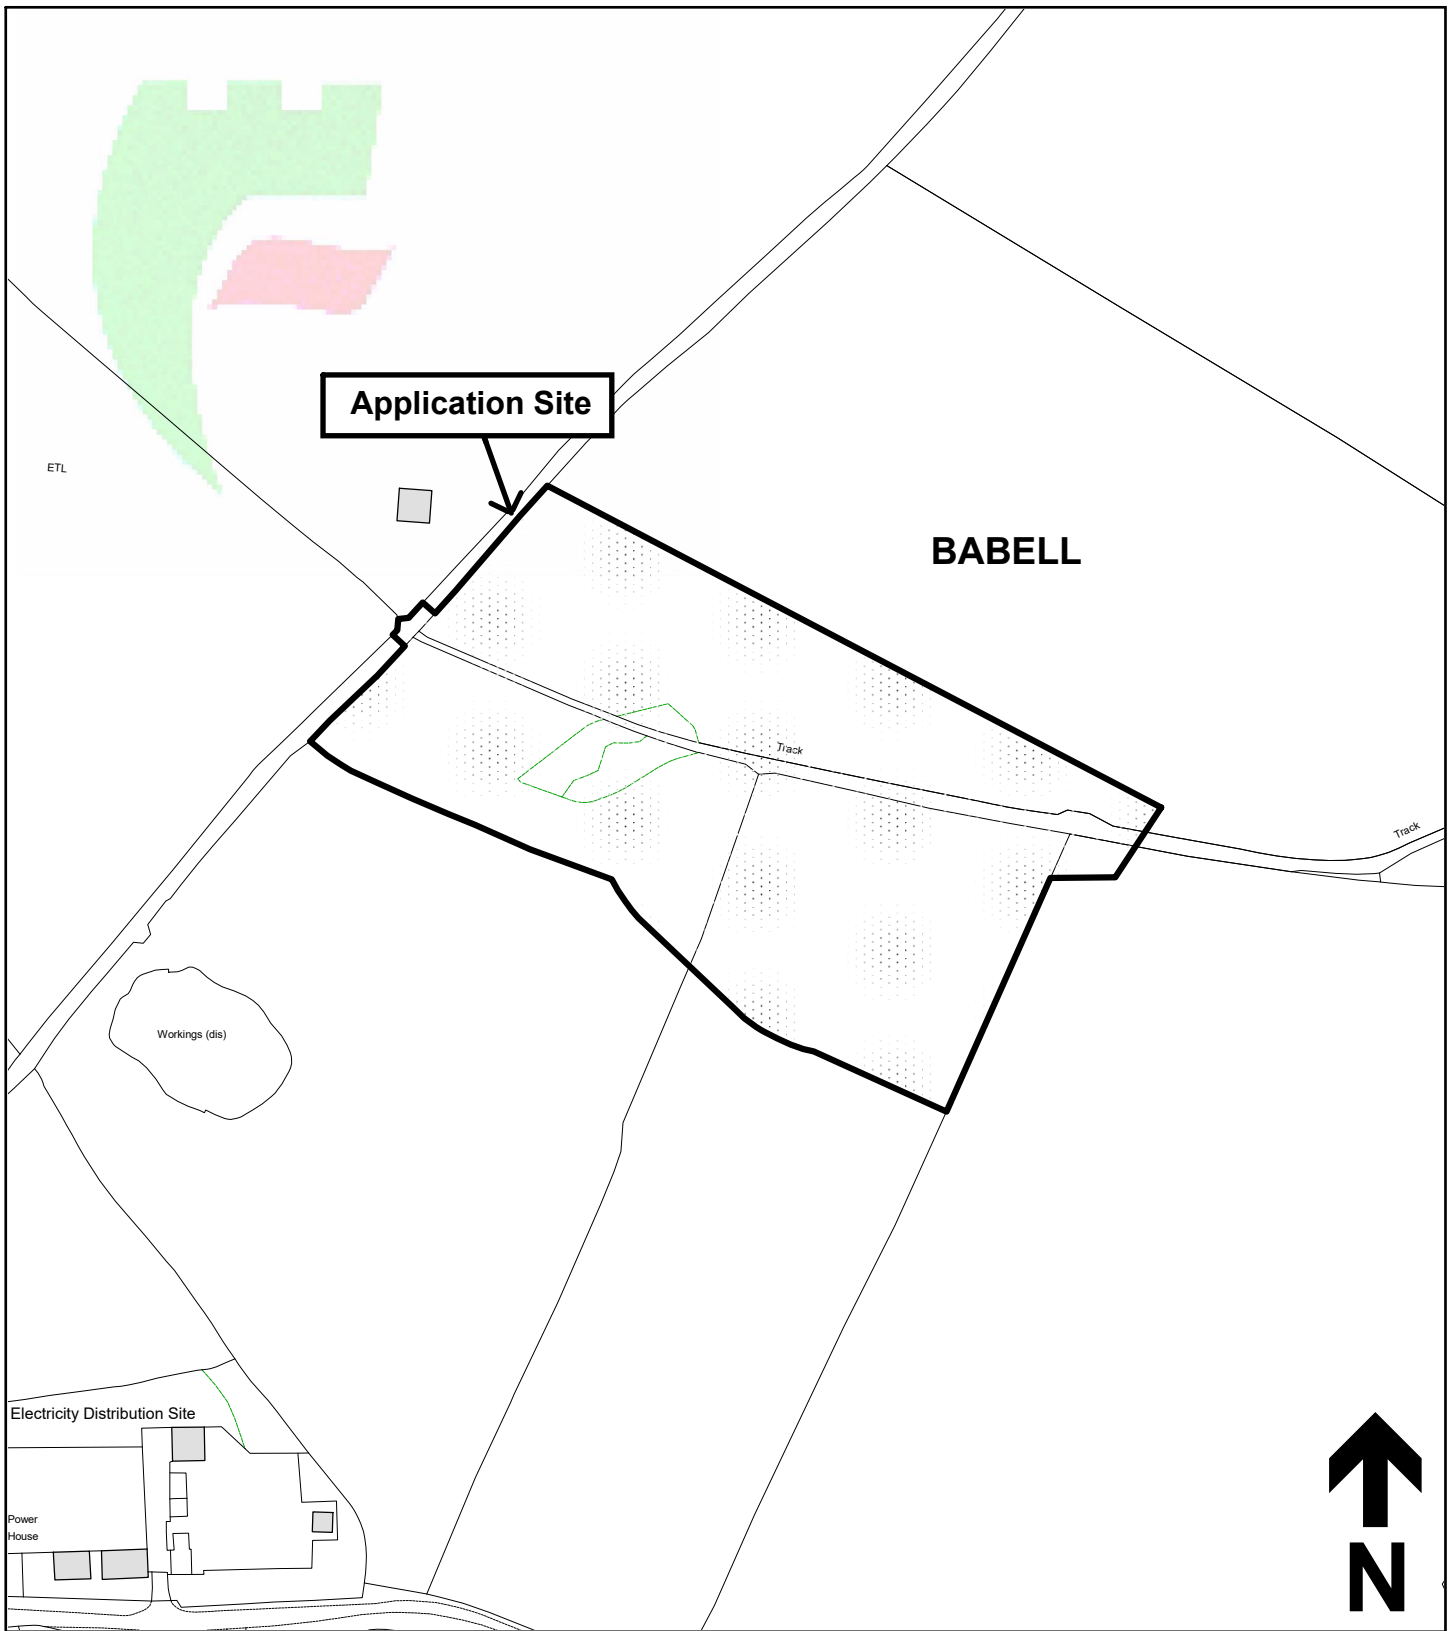 Application Site
ETL
BABELL
Track
Track
Workings (dis)
Electricity Distribution Site
Power
House
N